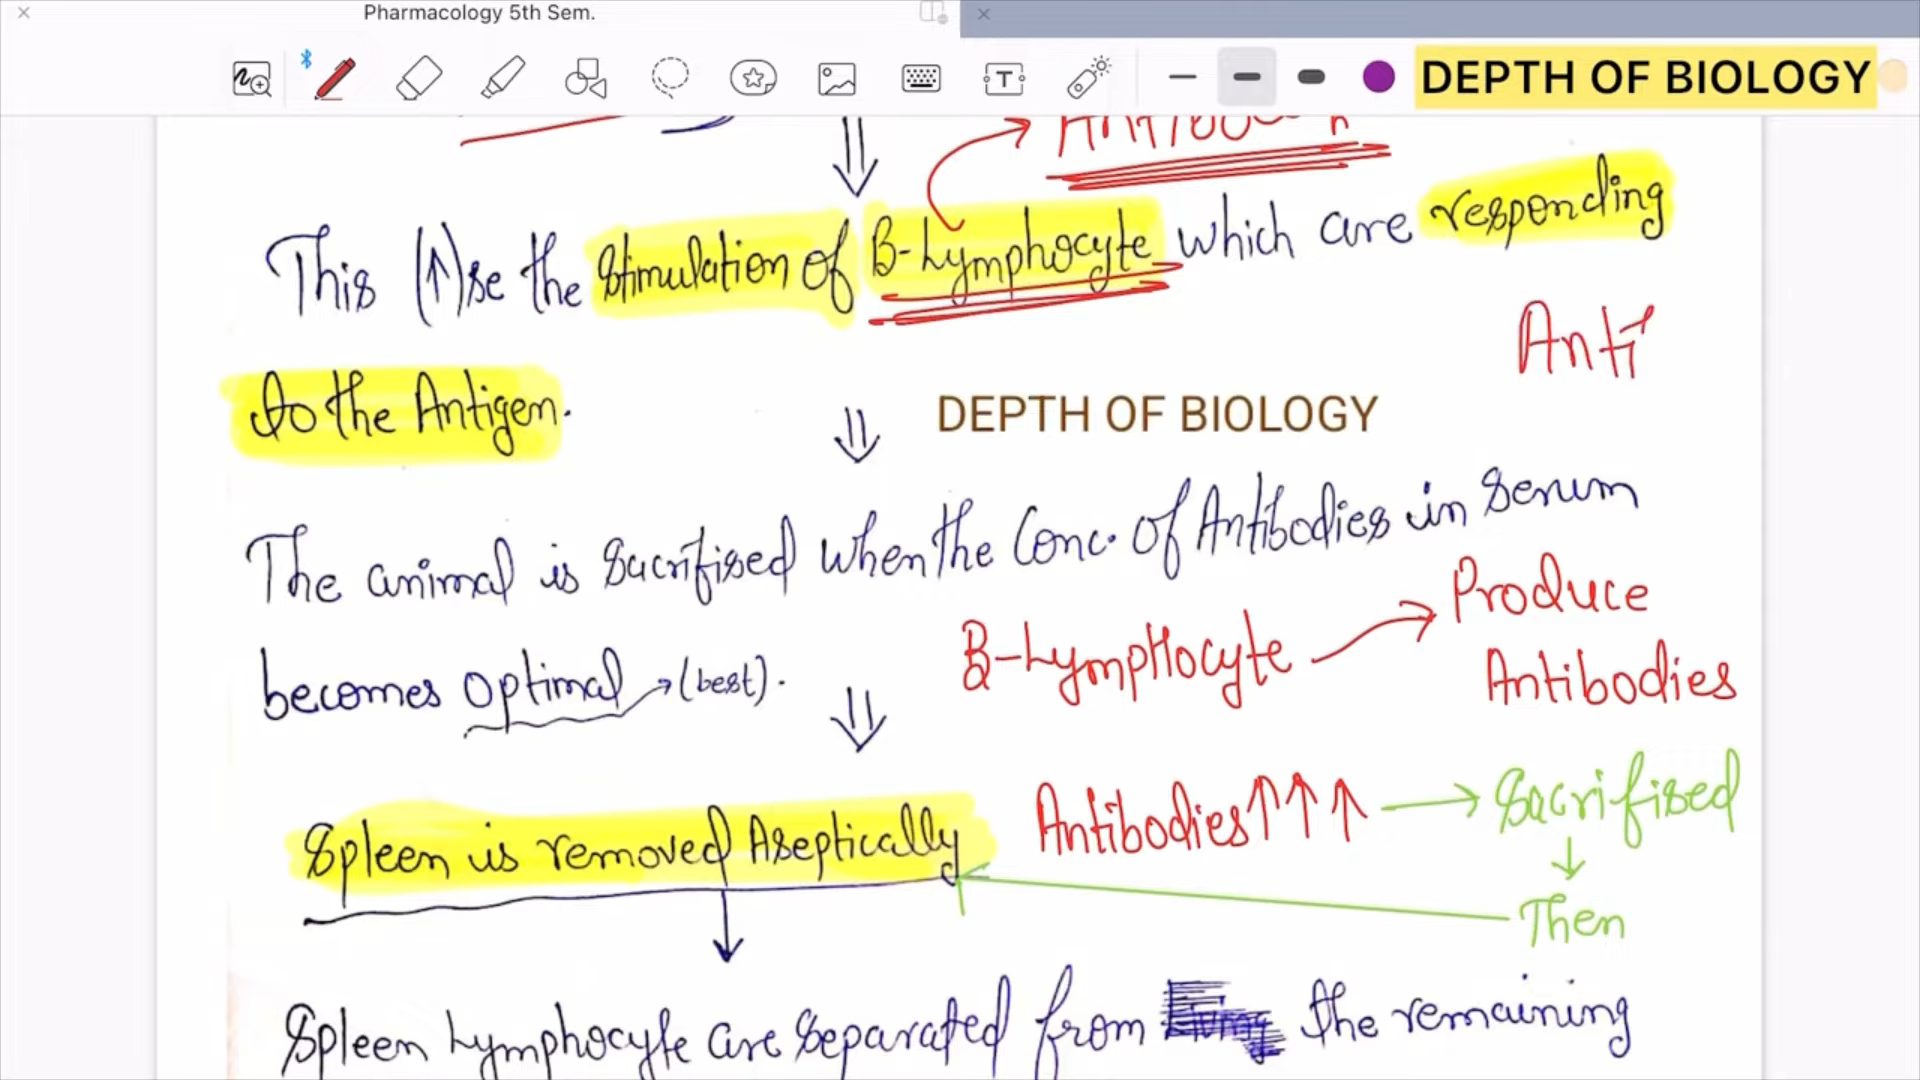 Pharmacology 5th Sem.
DEPTH OF BIOLOGY
This (↑)se the Stimulation of B-Lymphocyte which are responding
Anti
to the Antigen.
DEPTH OF BIOLOGY
The animal is Sacrifised when the Conc. of Antibodies in Serum
B-LympHocyte → Produce
Antibodies
becomes optimal → (best).
Antibodies ↑↑↑ → Sacrifised
Spleen is removed Aseptically
Then
Spleen Lymphocyte are Separated from the remaining